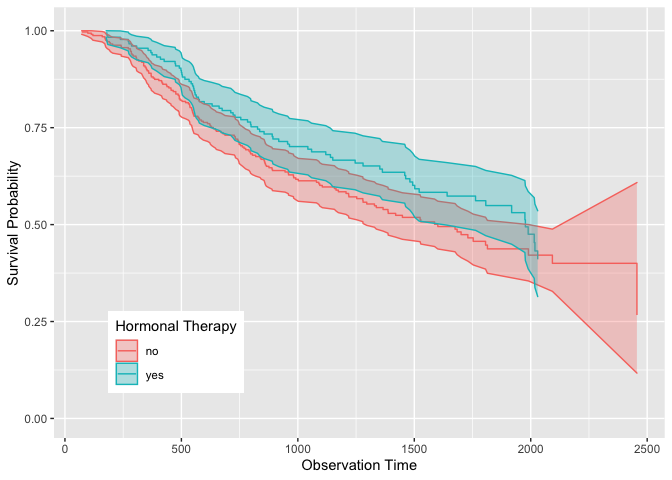 1.00
0.75
0.50
0.25
0.00
Survival Probability
Hormonal Therapy
no
yes
0 500 1000 1500 2000 2500
Observation Time